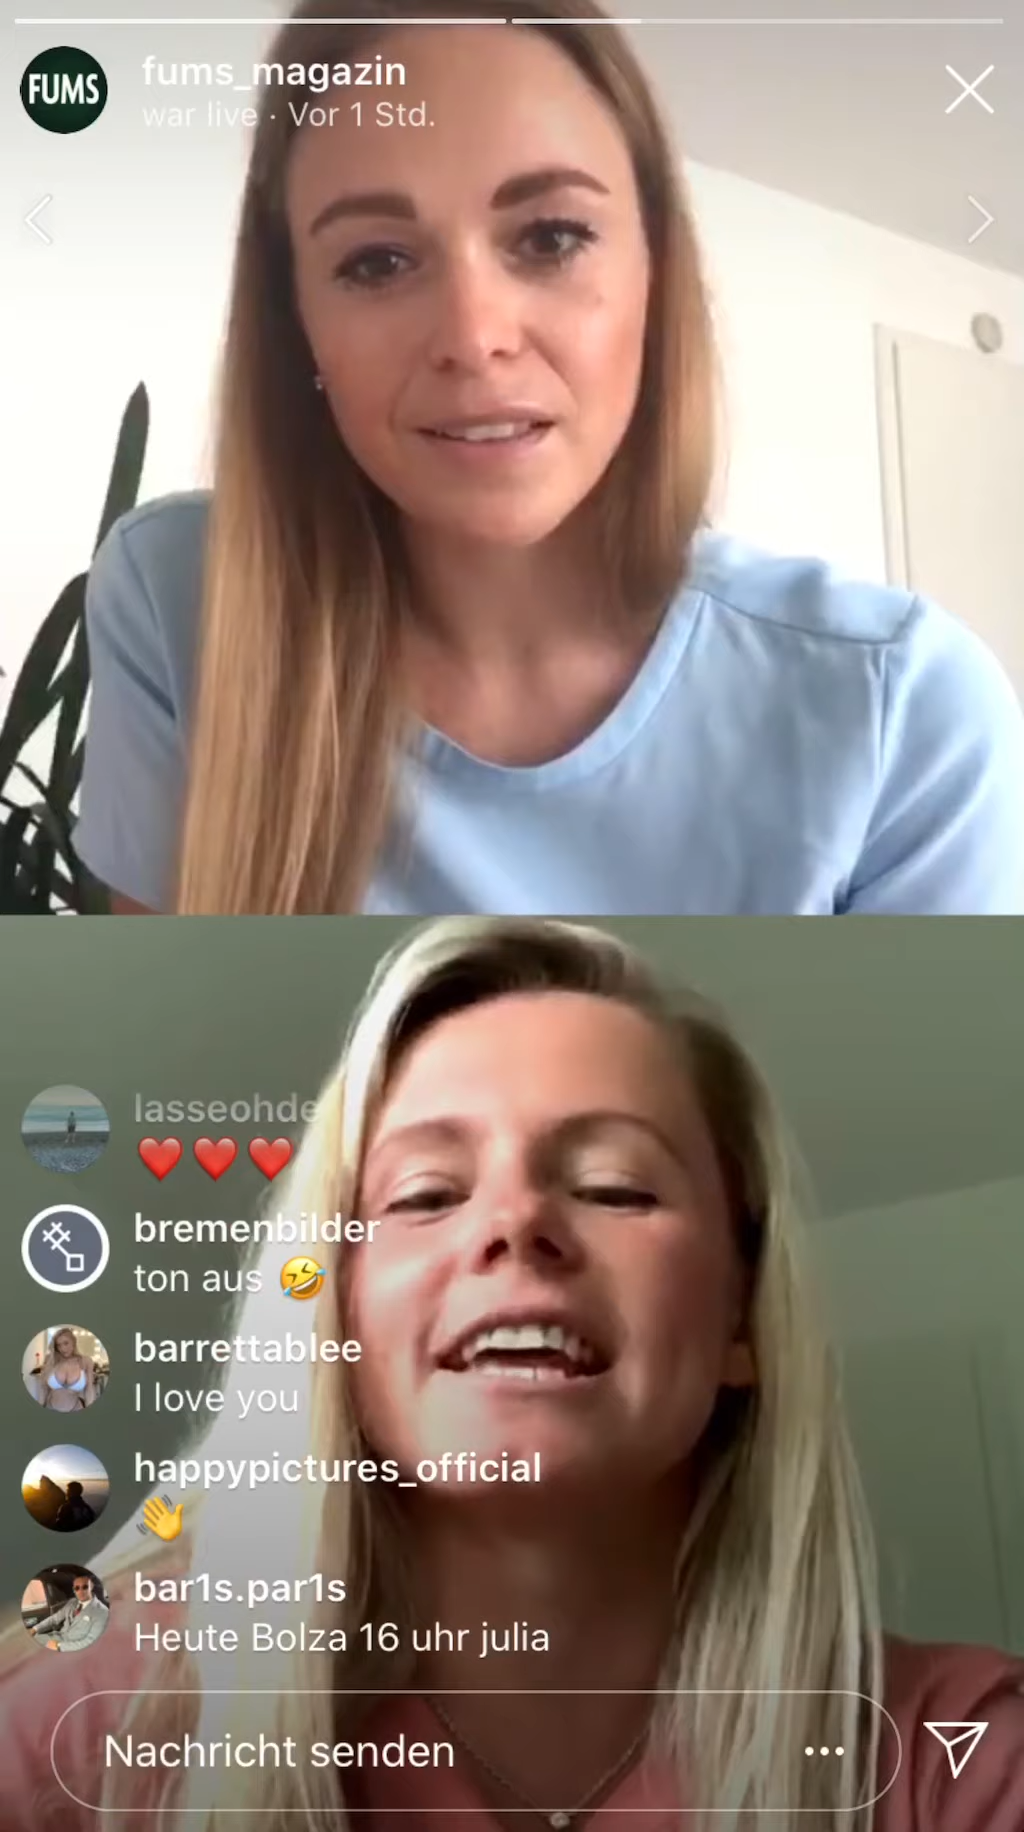 FUMS
fums_magazin
war live · Vor 1 Std.
lasseohde
❤️ ❤️ ❤️
bremenbilder
ton aus 🤣
barrettablee
I love you
happypictures_official
👋
bar1s.par1s
Heute Bolza 16 uhr julia
Nachricht senden